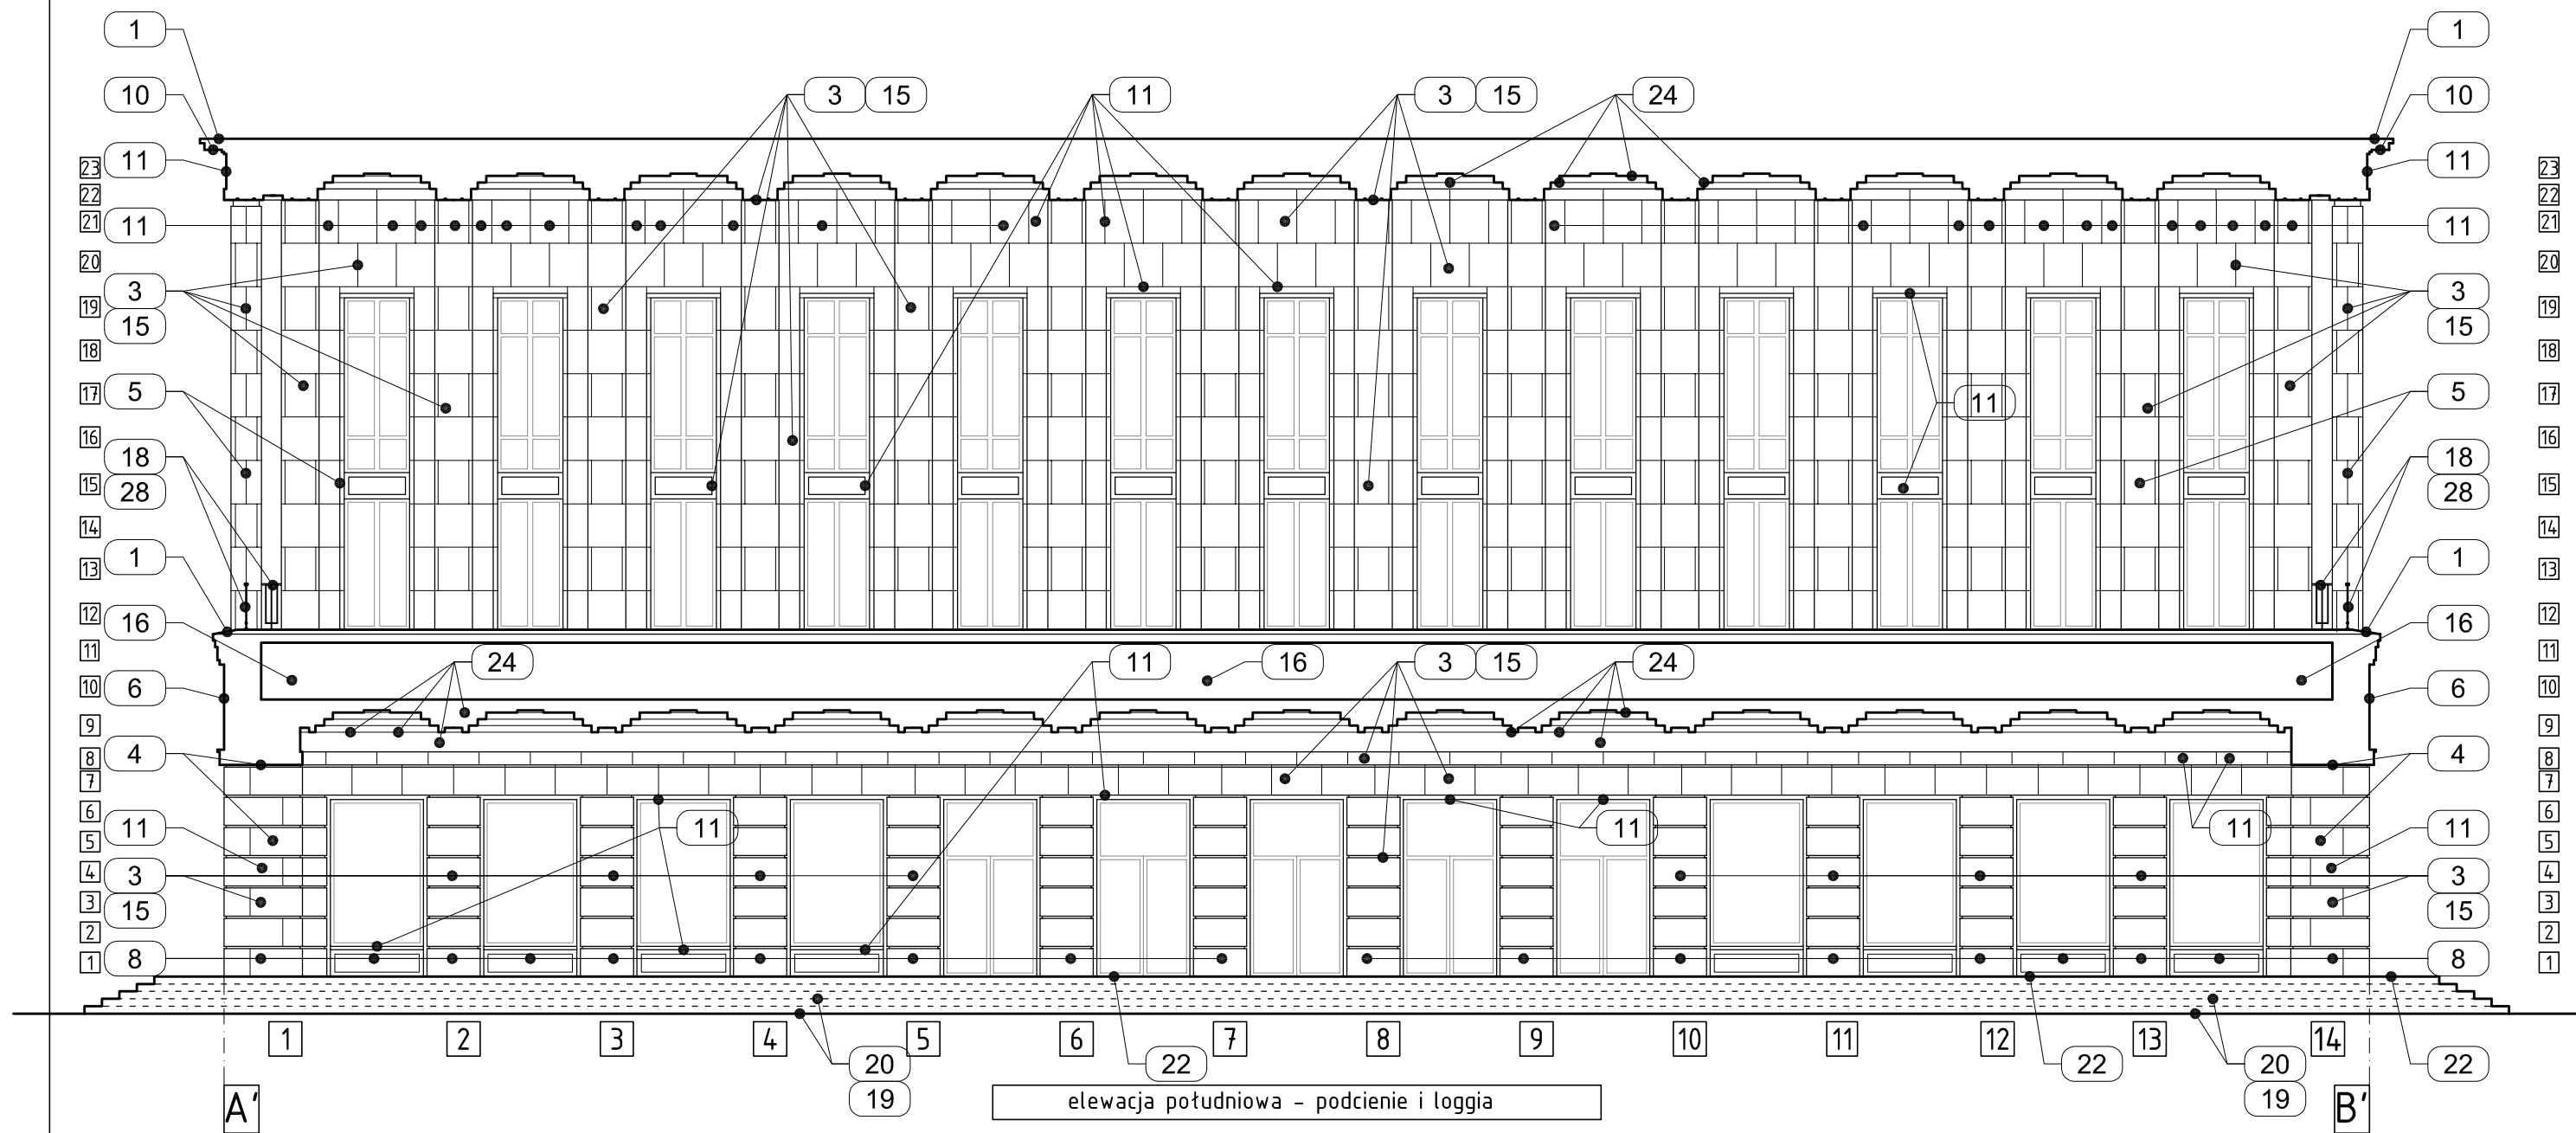 1 1
10 3 15 11 3 15 24 10
23 11 11 23
22 22
21 11 11 21
20 20
3 3
19 15 15 19
18 18
17 5 11 5 17
16 18 18 16
15 28 28 15
14 14
13 1 1 13
12 16 16 12
11 24 11 16 3 15 24 11
10 6 6 10
9 9
8 4 4 8
7 7
6 11 11 11 11 11 6
5 5
4 3 3 4
3 15 15 3
2 2
1 8 8 1
1 2 3 4 5 6 7 8 9 10 11 12 13 14
20 22 22 20 22
19 19
A' elewacja południowa – podcienie i loggia B'